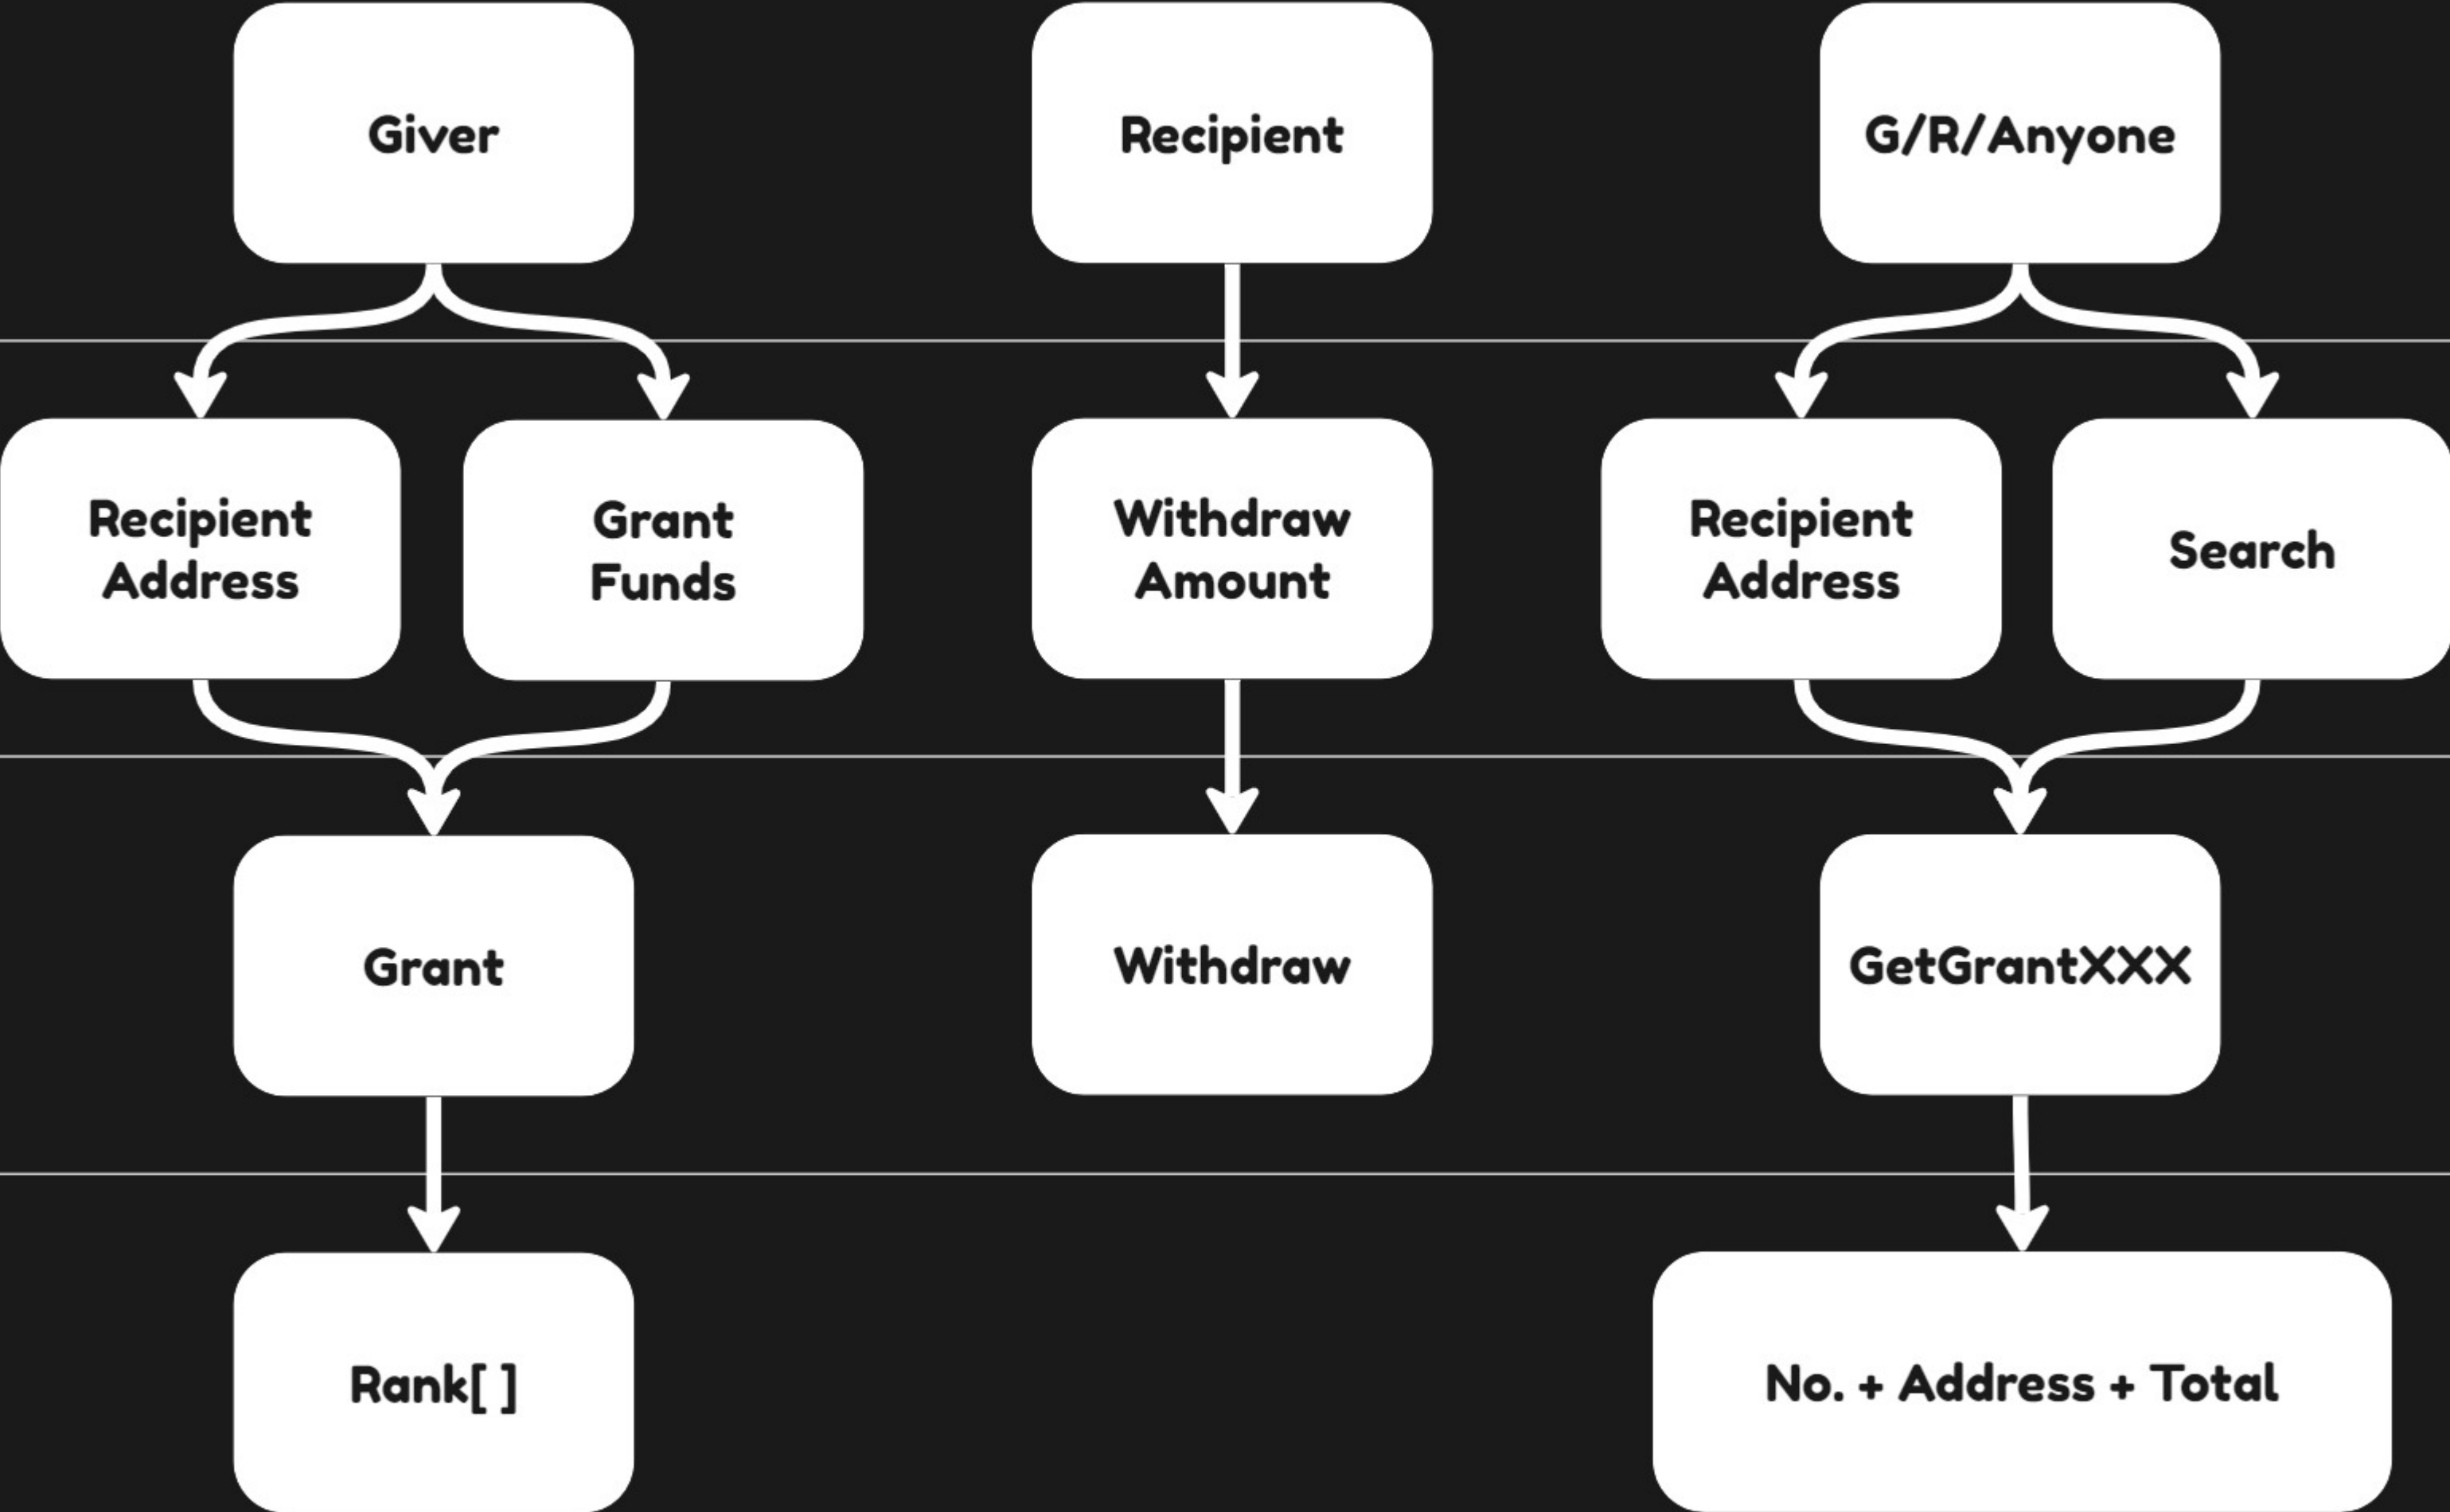 Giver
Recipient
G/R/Anyone
Recipient
Address
Grant
Funds
Withdraw
Amount
Recipient
Address
Search
Grant
Withdraw
GetGrantXXX
Rank[ ]
No. + Address + Total